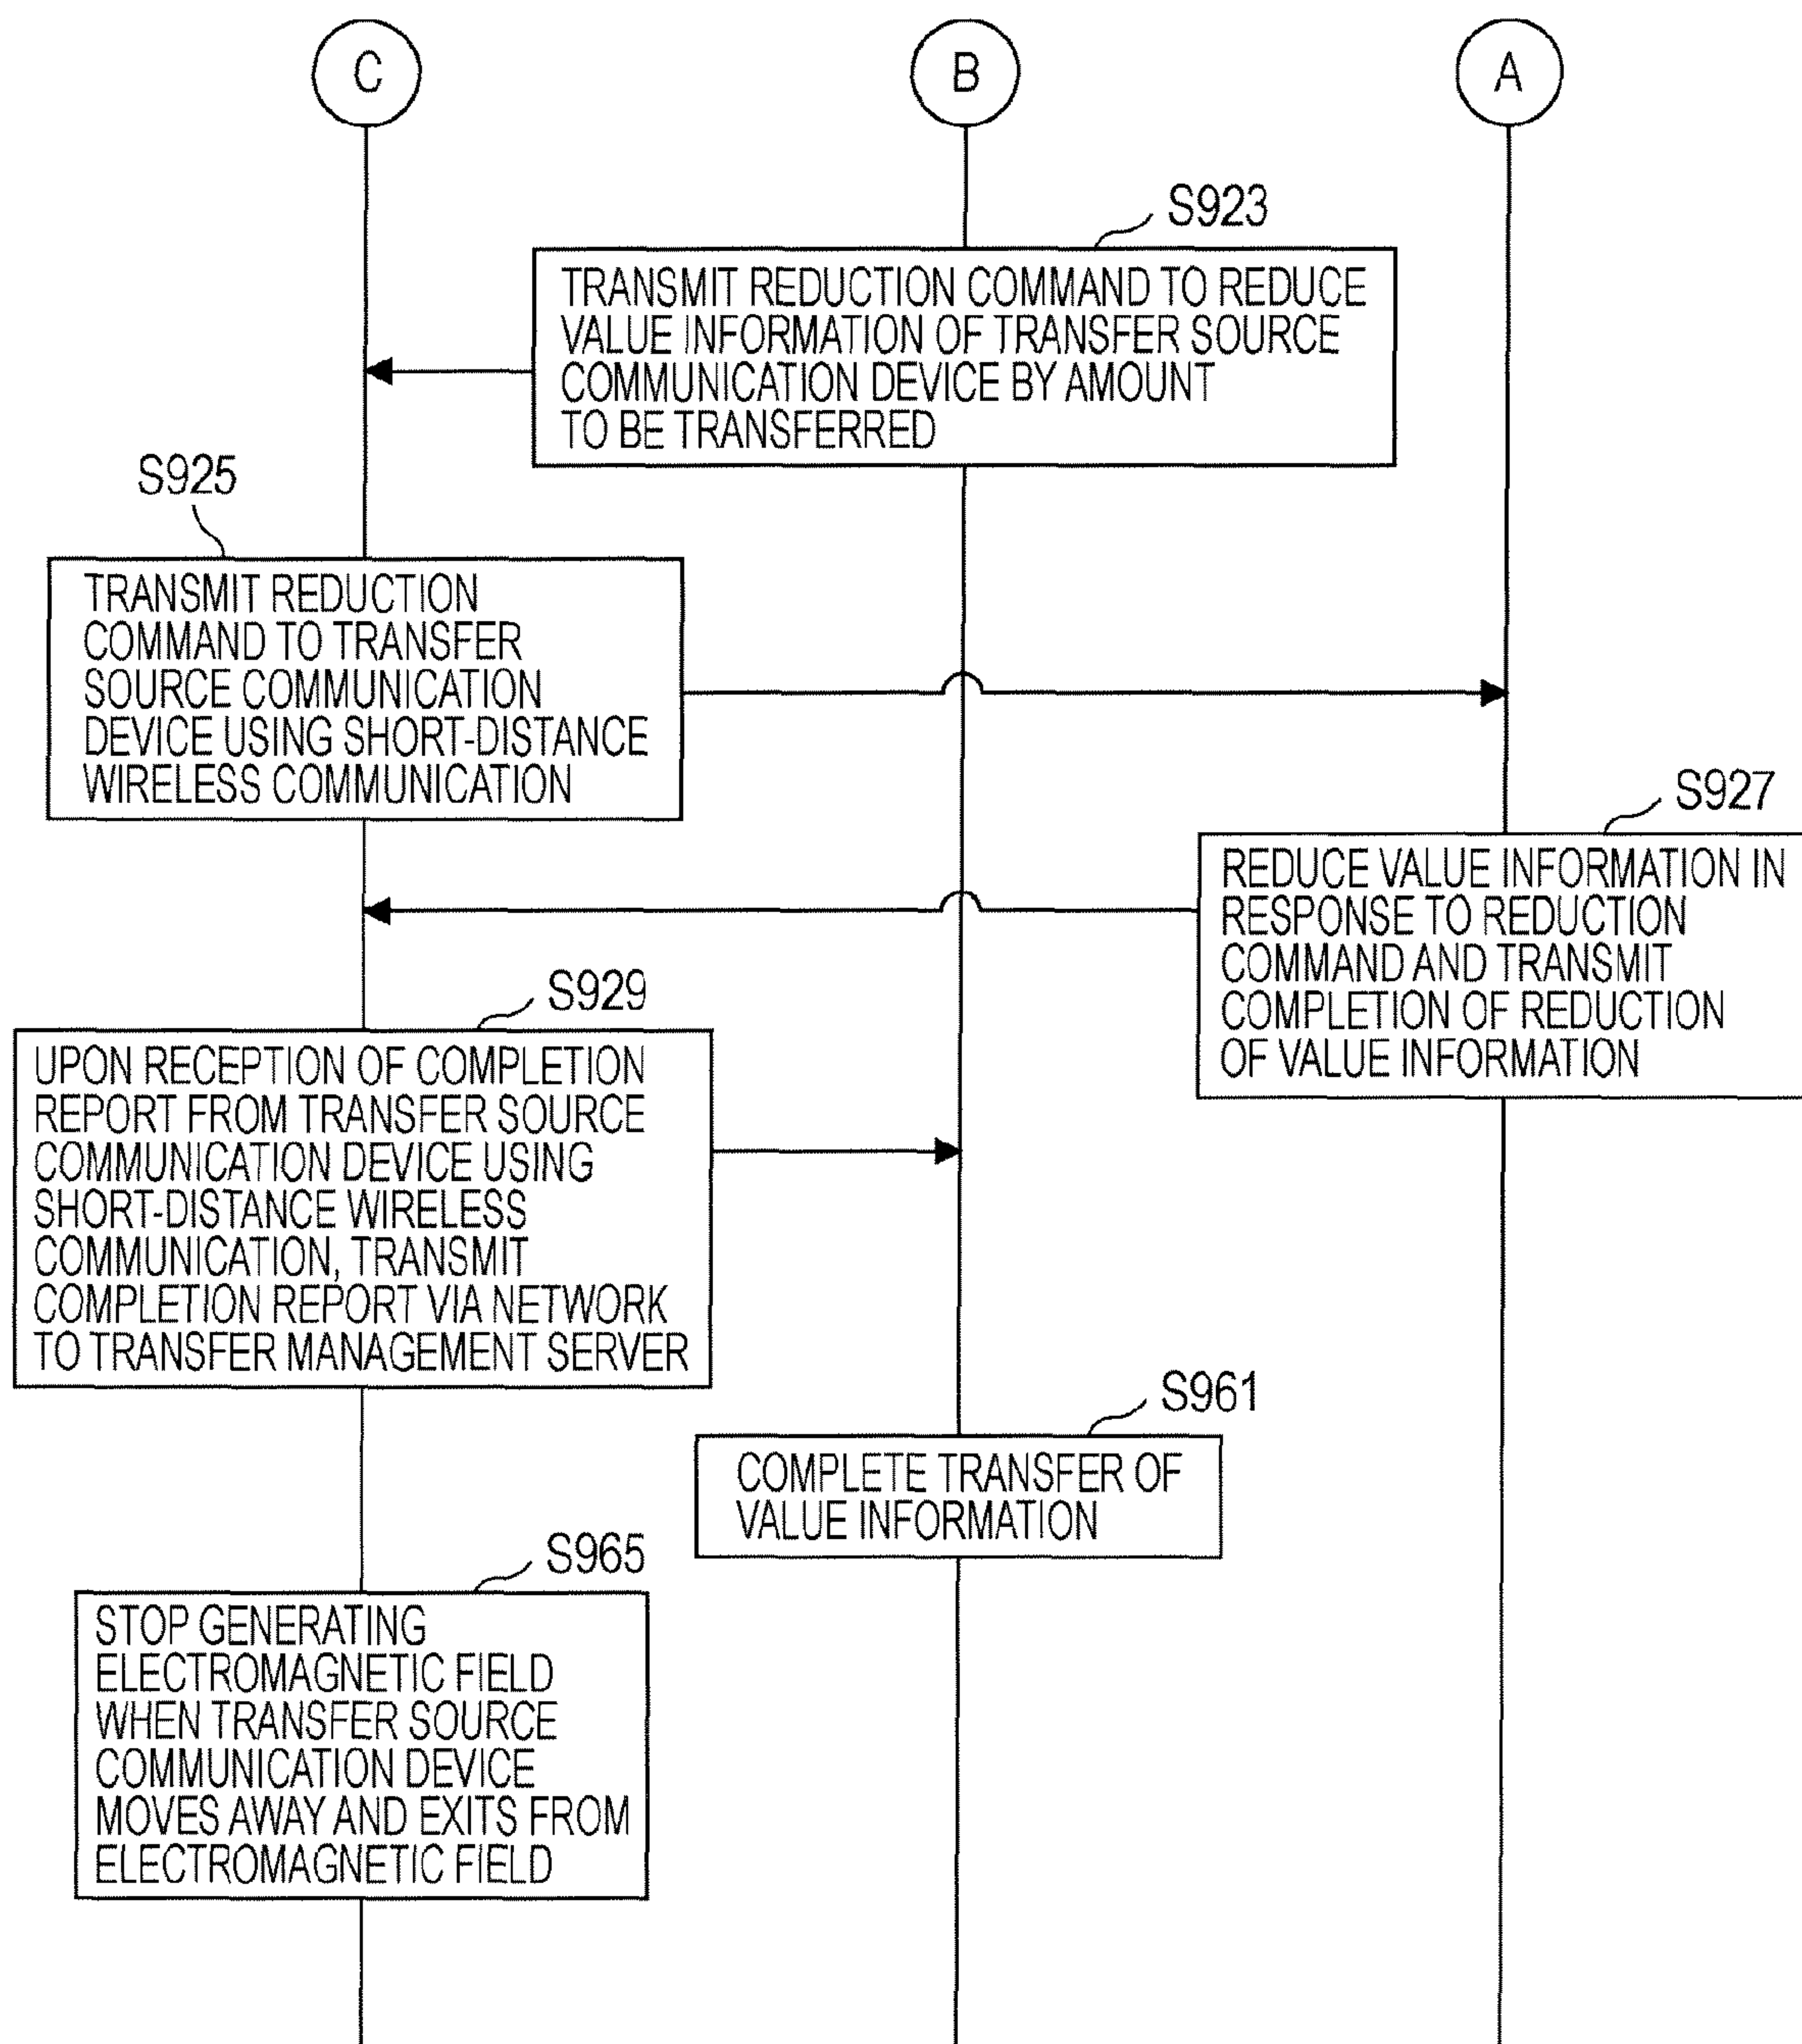 C
B
A
S923
TRANSMIT REDUCTION COMMAND TO REDUCE
VALUE INFORMATION OF TRANSFER SOURCE
COMMUNICATION DEVICE BY AMOUNT
TO BE TRANSFERRED
S925
TRANSMIT REDUCTION
COMMAND TO TRANSFER
SOURCE COMMUNICATION
DEVICE USING SHORT-DISTANCE
WIRELESS COMMUNICATION
S927
REDUCE VALUE INFORMATION IN
RESPONSE TO REDUCTION
COMMAND AND TRANSMIT
COMPLETION OF REDUCTION
OF VALUE INFORMATION
S929
UPON RECEPTION OF COMPLETION
REPORT FROM TRANSFER SOURCE
COMMUNICATION DEVICE USING
SHORT-DISTANCE WIRELESS
COMMUNICATION, TRANSMIT
COMPLETION REPORT VIA NETWORK
TO TRANSFER MANAGEMENT SERVER
S961
COMPLETE TRANSFER OF
VALUE INFORMATION
S965
STOP GENERATING
ELECTROMAGNETIC FIELD
WHEN TRANSFER SOURCE
COMMUNICATION DEVICE
MOVES AWAY AND EXITS FROM
ELECTROMAGNETIC FIELD